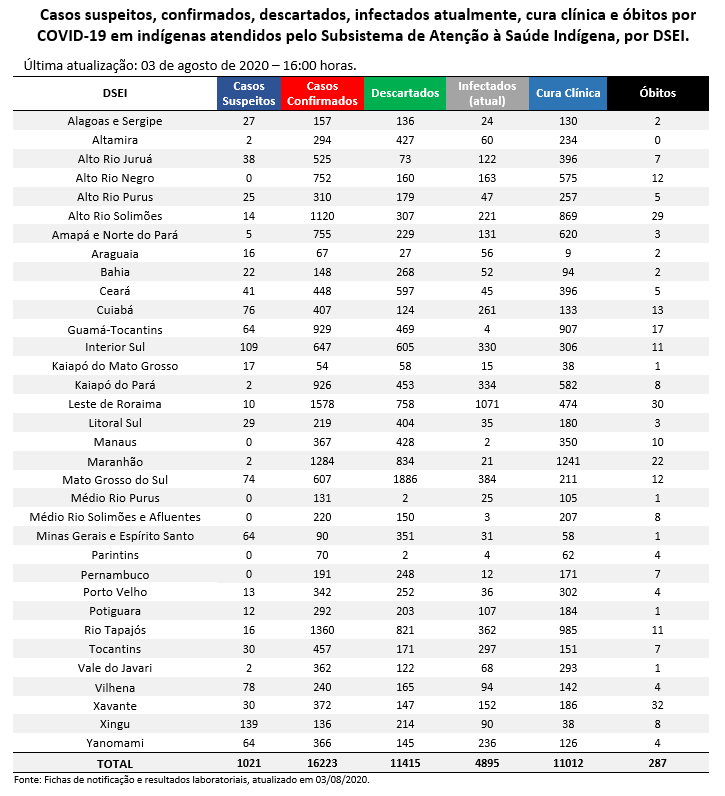 Casos suspeitos, confirmados, descartados, infectados atualmente, cura clínica e óbitos por
COVID-19 em indígenas atendidos pelo Subsistema de Atenção à Saúde Indígena, por DSEI.
Última atualização: 03 de agosto de 2020 – 16:00 horas.
DSEI Casos Suspeitos Casos Confirmados Descartados Infectados (atual) Cura Clínica Óbitos
Alagoas e Sergipe 27 157 136 24 130 2
Altamira 2 294 427 60 234 0
Alto Rio Juruá 38 525 73 122 396 7
Alto Rio Negro 0 752 160 163 575 12
Alto Rio Purus 25 310 179 47 257 5
Alto Rio Solimões 14 1120 307 221 869 29
Amapá e Norte do Pará 5 755 229 131 620 3
Araguaia 16 67 27 56 9 2
Bahia 22 148 268 52 94 2
Ceará 41 448 597 45 396 5
Cuiabá 76 407 124 261 133 13
Guamá-Tocantins 64 929 469 4 907 17
Interior Sul 109 647 605 330 306 11
Kaiapó do Mato Grosso 17 54 58 15 38 1
Kaiapó do Pará 2 926 453 334 582 8
Leste de Roraima 10 1578 758 1071 474 30
Litoral Sul 29 219 404 35 180 3
Manaus 0 367 428 2 350 10
Maranhão 2 1284 834 21 1241 22
Mato Grosso do Sul 74 607 1886 384 211 12
Médio Rio Purus 0 131 2 25 105 1
Médio Rio Solimões e Afluentes 0 220 150 3 207 8
Minas Gerais e Espírito Santo 64 90 351 31 58 1
Parintins 0 70 2 4 62 4
Pernambuco 0 191 248 12 171 7
Porto Velho 13 342 252 36 302 4
Potiguara 12 292 203 107 184 1
Rio Tapajós 16 1360 821 362 985 11
Tocantins 30 457 171 297 151 7
Vale do Javari 2 362 122 68 293 1
Vilhena 78 240 165 94 142 4
Xavante 30 372 147 152 186 32
Xingu 139 136 214 90 38 8
Yanomami 64 366 145 236 126 4
TOTAL 1021 16223 11415 4895 11012 287
Fonte: Fichas de notificação e resultados laboratoriais, atualizado em 03/08/2020.